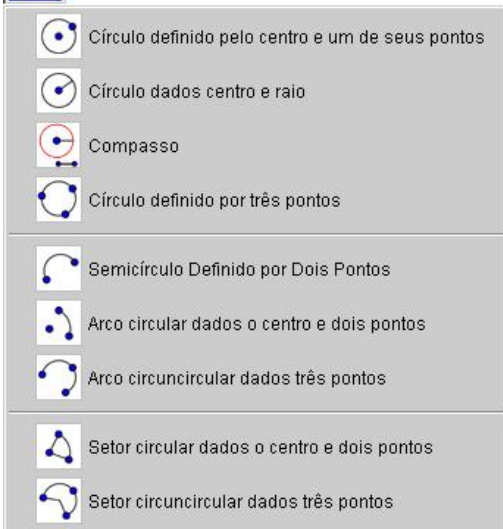 Círculo definido pelo centro e um de seus pontos
Círculo dados centro e raio
Compasso
Círculo definido por três pontos
Semicírculo Definido por Dois Pontos
Arco circular dados o centro e dois pontos
Arco circuncircular dados três pontos
Setor circular dados o centro e dois pontos
Setor circuncircular dados três pontos